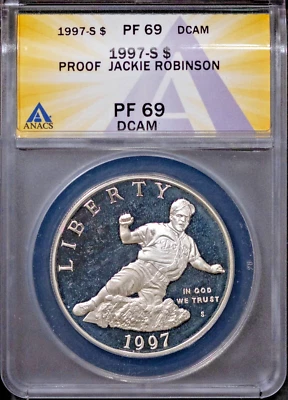 1997-S $ PF 69 DCAM
1997-S $
PROOF JACKIE ROBINSON
PF 69
DCAM
ANACS
LIBERTY
IN GOD
WE TRUST
S
1997